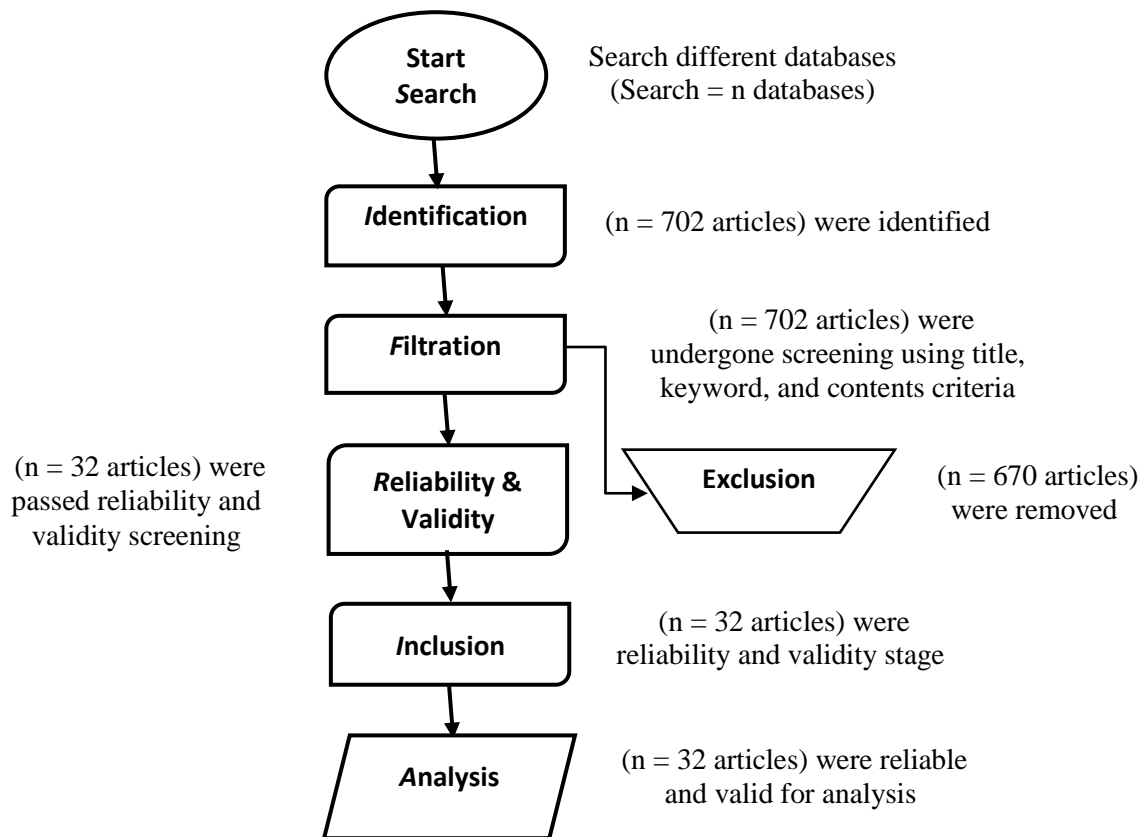 Start
Search
Search different databases
(Search = n databases)
Identification
(n = 702 articles) were identified
Filtration
(n = 702 articles) were
undergone screening using title,
keyword, and contents criteria
(n = 32 articles) were
passed reliability and
validity screening
Reliability &
Validity
Exclusion
(n = 670 articles)
were removed
Inclusion
(n = 32 articles) were
reliability and validity stage
Analysis
(n = 32 articles) were reliable
and valid for analysis